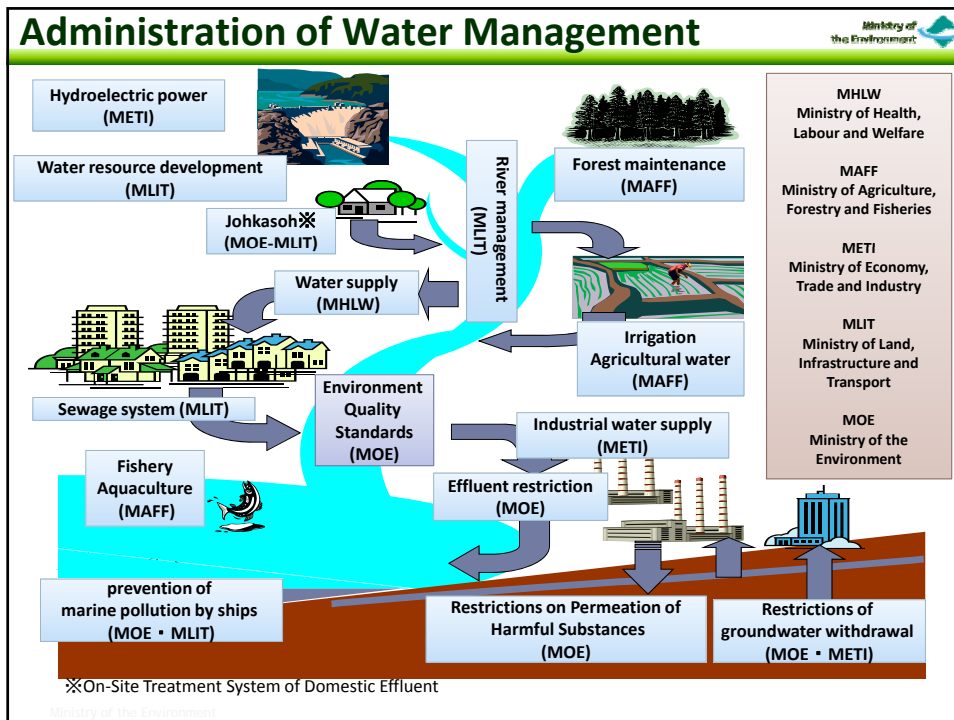 Administration of Water Management
Ministry of
the Environment
Hydroelectric power
(METI)
Water resource development
(MLIT)
Johkasoh※
(MOE-MLIT)
River management
(MLIT)
Forest maintenance
(MAFF)
Water supply
(MHLW)
Irrigation
Agricultural water
(MAFF)
Sewage system (MLIT)
Environment
Quality
Standards
(MOE)
Industrial water supply
(METI)
Fishery
Aquaculture
(MAFF)
Effluent restriction
(MOE)
prevention of
marine pollution by ships
(MOE・MLIT)
Restrictions on Permeation of
Harmful Substances
(MOE)
Restrictions of
groundwater withdrawal
(MOE・METI)
MHLW
Ministry of Health,
Labour and Welfare
MAFF
Ministry of Agriculture,
Forestry and Fisheries
METI
Ministry of Economy,
Trade and Industry
MLIT
Ministry of Land,
Infrastructure and
Transport
MOE
Ministry of the
Environment
※On-Site Treatment System of Domestic Effluent
Ministry of the Environment